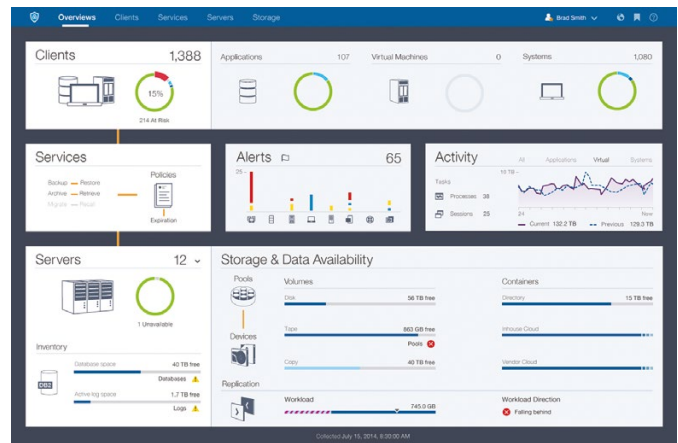 Overviews Clients Services Servers Storage Brad Smith
Clients 1,388
15%
214 At Risk
Applications 107
Virtual Machines 0
Systems 1,080
Services
Backup Restore
Archive Retrieve
Migrate Recall
Policies
Expiration
Alerts 65
25
Activity
All Applications Virtual Systems
Tasks
Processes 38
Sessions 25
10 TB
24 Now
Current 132.2 TB Previous 129.3 TB
Servers 12
1 Unavailable
Inventory
Database space 40 TB free
Databases
DB2
Active log space 1.7 TB free
Logs
Storage & Data Availability
Pools
Devices
Volumes
Disk 56 TB free
Tape 860 GB free
Pools
Copy 40 TB free
Containers
Directory 15 TB free
Inhouse Cloud
Vendor Cloud
Replication
Workload 745.0 GB
Workload Direction
Falling behind
Collected July 15, 2014, 8:30:00 AM